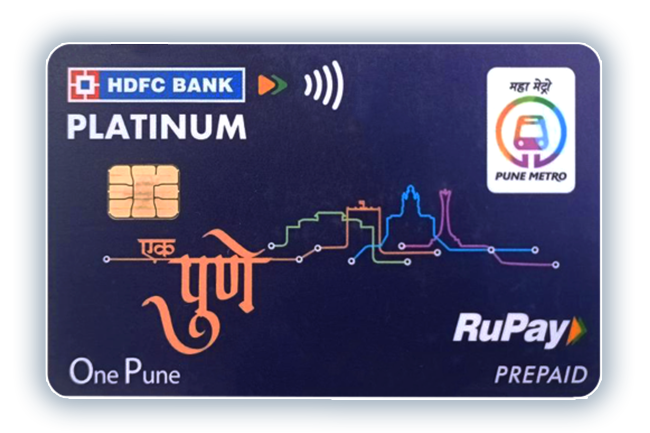 HDFC BANK
PLATINUM
महा मेट्रो
PUNE METRO
एक
पुणे
RuPay
One Pune
PREPAID